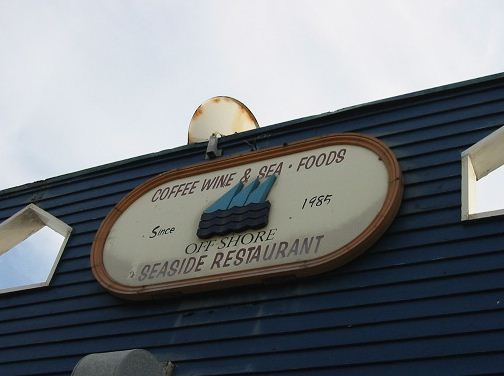 COFFEE WINE & SEA • FOODS
Since 1985
OFF SHORE
SEASIDE RESTAURANT